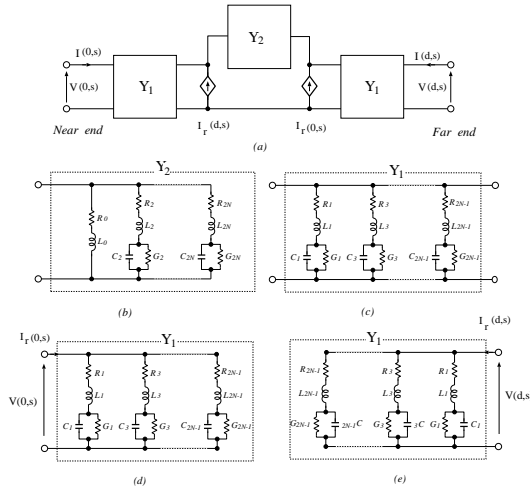 Y2
I (0,s)
I (d,s)
V(0,s)
Y1
Y1
V(d,s)
Near end
Ir(d,s)
Ir(0,s)
Far end
(a)
Y2
Y1
R0
R2
R2N
R1
R3
R2N-1
L0
L2
L2N
L1
L3
L2N-1
C2
G2
C2N
G2N
C1
G1
C3
G3
C2N-1
G2N-1
(b)
(c)
Ir(0,s)
Y1
Y1
Ir(d,s)
R1
R3
R2N-1
R2N-1
R3
R1
V(0,s)
L1
L3
L2N-1
L2N-1
L3
L1
V(d,s
C1
G1
C3
G3
C2N-1
G2N-1
G2N-1
2N-1C
G3
3C
G1
C1
(d)
(e)